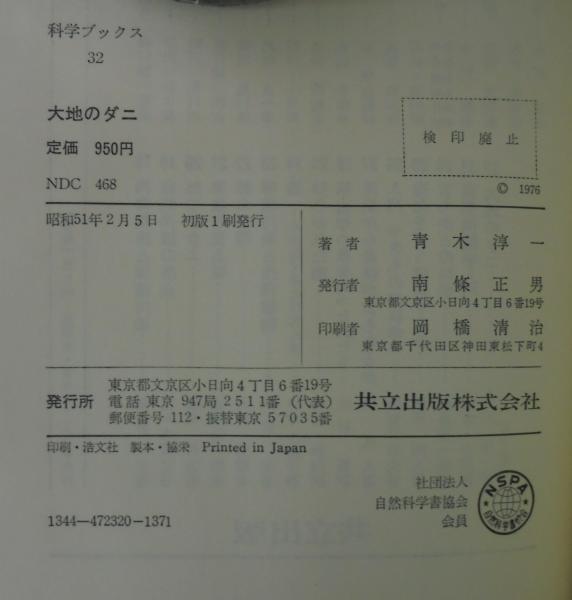 科学ブックス
32
大地のダニ
定価 950円
NDC 468
検印廃止
© 1976
昭和51年2月5日 初版1刷発行
著者 青木淳一
発行者 南條正男
東京都文京区小日向4丁目6番19号
印刷者 岡橋清治
東京都千代田区神田東松下町4
発行所
東京都文京区小日向4丁目6番19号
電話 東京 947局 2511番 (代表)
郵便番号 112・振替東京 57035番
共立出版株式会社
印刷・浩文社 製本・協栄 Printed in Japan
社団法人
自然科学書協会
会員
NSPA
自然科学書協会
1344-472320-1371